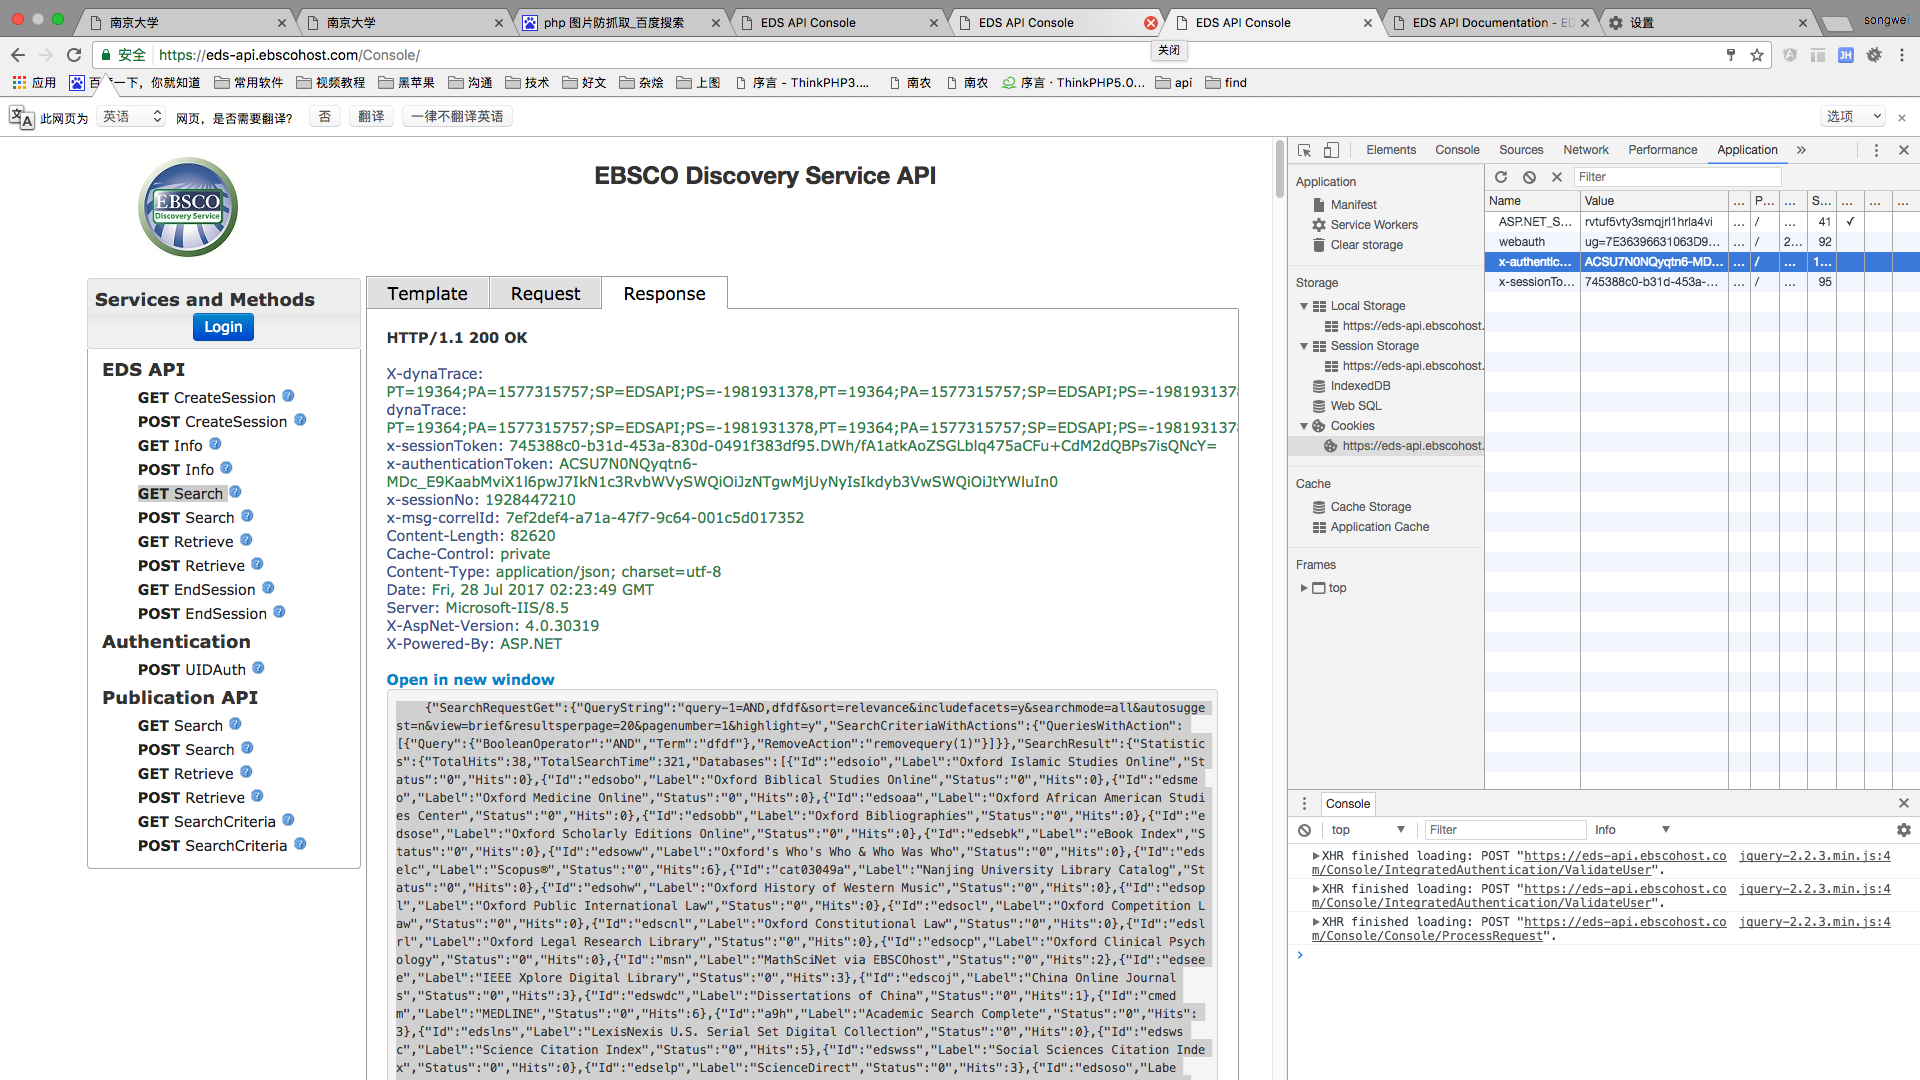 南京大学
南京大学
php 图片防抓取_百度搜索
EDS API Console
EDS API Console
EDS API Console
EDS API Documentation - ED
设置
songwei
关闭
安全 https://eds-api.ebscohost.com/Console/
应用
百度一下，你就知道
常用软件
视频教程
黑苹果
沟通
技术
好文
杂烩
上图
序言 - ThinkPHP3....
南农
南农
序言 · ThinkPHP5.0...
api
find
此网页为 英语 网页，是否需要翻译? 否 翻译 一律不翻译英语 选项
EBSCO Discovery Service API
EBSCO
Discovery Service
Services and Methods
Login
EDS API
GET CreateSession
POST CreateSession
GET Info
POST Info
GET Search
POST Search
GET Retrieve
POST Retrieve
GET EndSession
POST EndSession
Authentication
POST UIDAuth
Publication API
GET Search
POST Search
GET Retrieve
POST Retrieve
GET SearchCriteria
POST SearchCriteria
Template Request Response
HTTP/1.1 200 OK
X-dynaTrace:
PT=19364;PA=1577315757;SP=EDSAPI;PS=-1981931378,PT=19364;PA=1577315757;SP=EDSAPI;PS=-1981931378
dynaTrace:
PT=19364;PA=1577315757;SP=EDSAPI;PS=-1981931378,PT=19364;PA=1577315757;SP=EDSAPI;PS=-1981931378
x-sessionToken: 745388c0-b31d-453a-830d-0491f383df95.DWh/fA1atkAoZSGLblq475aCFu+CdM2dQBPs7isQNcY=
x-authenticationToken: ACSU7N0NQyqtn6-
MDc_E9KaabMviX1l6pwJ7IkN1c3RvbWVySWQiOiJzNTgwMjUyNyIsIkdyb3VwSWQiOiJtYWluIn0
x-sessionNo: 1928447210
x-msg-correlId: 7ef2def4-a71a-47f7-9c64-001c5d017352
Content-Length: 82620
Cache-Control: private
Content-Type: application/json; charset=utf-8
Date: Fri, 28 Jul 2017 02:23:49 GMT
Server: Microsoft-IIS/8.5
X-AspNet-Version: 4.0.30319
X-Powered-By: ASP.NET
Open in new window
{"SearchRequestGet":{"QueryString":"query-1=AND,dfdf&sort=relevance&includefacets=y&searchmode=all&autosugge
st=n&view=brief&resultsperpage=20&pagenumber=1&highlight=y","SearchCriteriaWithActions":{"QueriesWithAction":
[{"Query":{"BooleanOperator":"AND","Term":"dfdf"},"RemoveAction":"removequery(1)"}]}},"SearchResult":{"Statistic
s":{"TotalHits":38,"TotalSearchTime":321,"Databases":[{"Id":"edsoio","Label":"Oxford Islamic Studies Online","St
atus":"0","Hits":0},{"Id":"edsobo","Label":"Oxford Biblical Studies Online","Status":"0","Hits":0},{"Id":"edsme
o","Label":"Oxford Medicine Online","Status":"0","Hits":0},{"Id":"edsoaa","Label":"Oxford African American Studi
es Center","Status":"0","Hits":0},{"Id":"edsobb","Label":"Oxford Bibliographies","Status":"0","Hits":0},{"Id":"e
dsose","Label":"Oxford Scholarly Editions Online","Status":"0","Hits":0},{"Id":"edsebk","Label":"eBook Index","S
tatus":"0","Hits":0},{"Id":"edsoww","Label":"Oxford's Who's Who & Who Was Who","Status":"0","Hits":0},{"Id":"eds
elc","Label":"Scopus®","Status":"0","Hits":6},{"Id":"cat03049a","Label":"Nanjing University Library Catalog","St
atus":"0","Hits":0},{"Id":"edsohw","Label":"Oxford History of Western Music","Status":"0","Hits":0},{"Id":"edsop
l","Label":"Oxford Public International Law","Status":"0","Hits":0},{"Id":"edsocl","Label":"Oxford Competition L
aw","Status":"0","Hits":0},{"Id":"edscnl","Label":"Oxford Constitutional Law","Status":"0","Hits":0},{"Id":"edsl
rl","Label":"Oxford Legal Research Library","Status":"0","Hits":0},{"Id":"edsocp","Label":"Oxford Clinical Psych
ology","Status":"0","Hits":0},{"Id":"msn","Label":"MathSciNet via EBSCOhost","Status":"0","Hits":2},{"Id":"edsee
e","Label":"IEEE Xplore Digital Library","Status":"0","Hits":3},{"Id":"edscoj","Label":"China Online Journal
s","Status":"0","Hits":3},{"Id":"edswdc","Label":"Dissertations of China","Status":"0","Hits":1},{"Id":"cmed
m","Label":"MEDLINE","Status":"0","Hits":6},{"Id":"a9h","Label":"Academic Search Complete","Status":"0","Hits":
3},{"Id":"edslns","Label":"LexisNexis U.S. Serial Set Digital Collection","Status":"0","Hits":0},{"Id":"edsws
c","Label":"Science Citation Index","Status":"0","Hits":5},{"Id":"edswss","Label":"Social Sciences Citation Inde
x","Status":"0","Hits":0},{"Id":"edselp","Label":"ScienceDirect","Status":"0","Hits":3},{"Id":"edsoso","Labe
Elements Console Sources Network Performance Application
Application
Manifest
Service Workers
Clear storage
Storage
Local Storage
https://eds-api.ebscohost.
Session Storage
https://eds-api.ebscohost.
IndexedDB
Web SQL
Cookies
https://eds-api.ebscohost.
Cache
Cache Storage
Application Cache
Frames
top
Filter
Name Value ... P... ... S... ... ... ...
ASP.NET_S... rvtuf5vty3smqjrl1hrla4vi ... / ... 41 ✓
webauth ug=7E36396631063D9... ... / 2... 92
x-authentic... ACSU7N0NQyqtn6-MD... ... / ... 1...
x-sessionTo... 745388c0-b31d-453a-... ... / ... 95
Console
top Filter Info
XHR finished loading: POST "https://eds-api.ebscohost.co jquery-2.2.3.min.js:4
m/Console/IntegratedAuthentication/ValidateUser".
XHR finished loading: POST "https://eds-api.ebscohost.co jquery-2.2.3.min.js:4
m/Console/IntegratedAuthentication/ValidateUser".
XHR finished loading: POST "https://eds-api.ebscohost.co jquery-2.2.3.min.js:4
m/Console/Console/ProcessRequest".